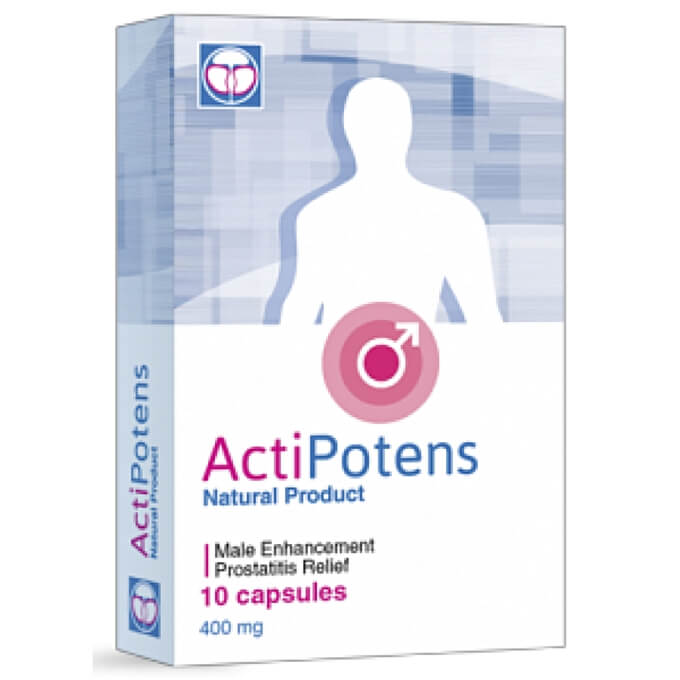 ActiPotens
Natural Product
Male Enhancement
Prostatitis Relief
10 capsules
400 mg
ActiPotens
Natural Product